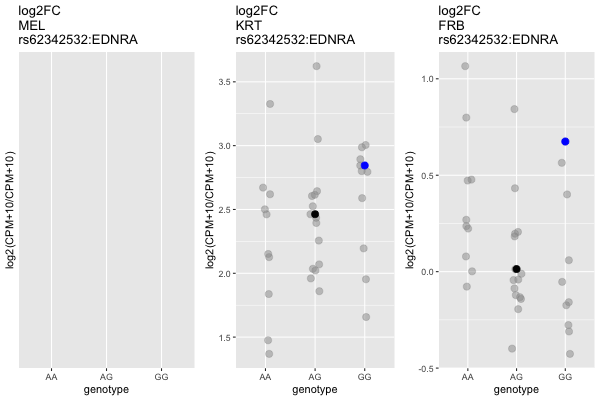 log2FC
MEL
rs62342532:EDNRA
log2(CPM+10/CPM+10)
AA AG GG
genotype
log2FC
KRT
rs62342532:EDNRA
log2(CPM+10/CPM+10)
3.5
3.0
2.5
2.0
1.5
AA AG GG
genotype
log2FC
FRB
rs62342532:EDNRA
log2(CPM+10/CPM+10)
1.0
0.5
0.0
-0.5
AA AG GG
genotype